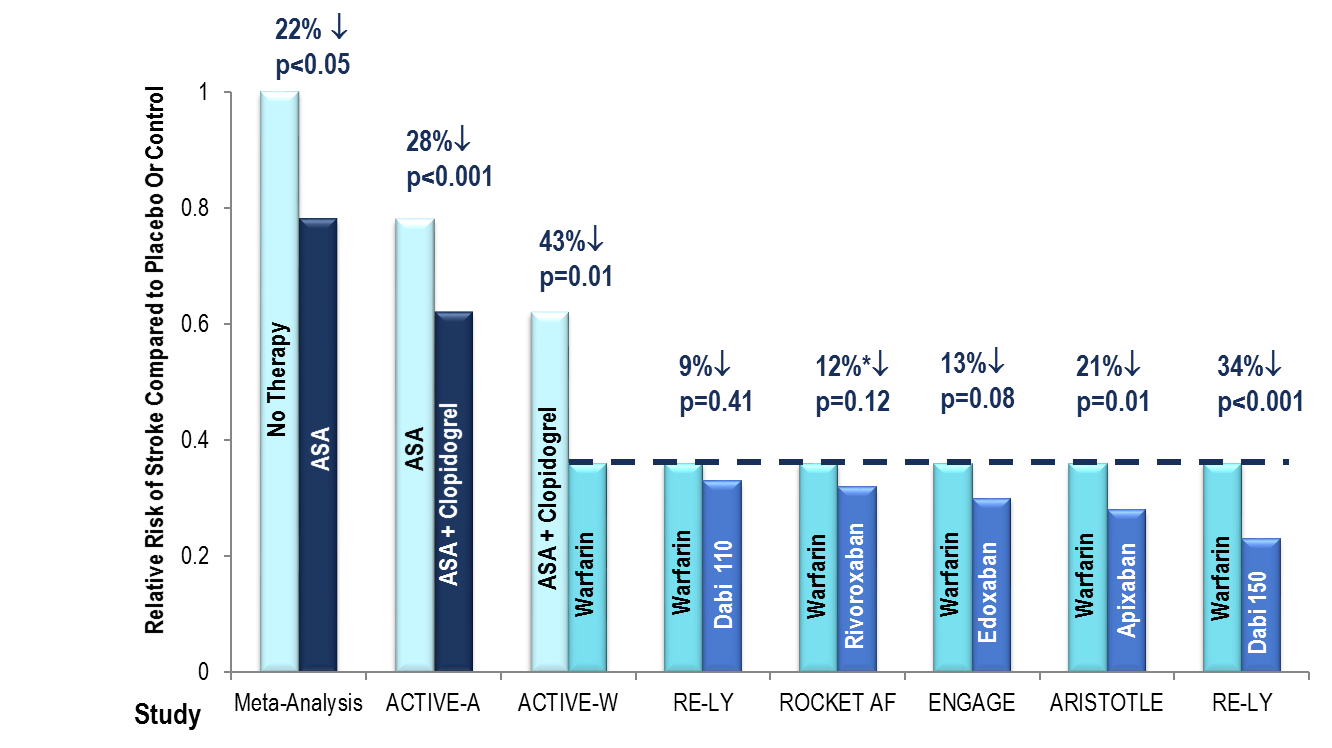 22% ↓
p<0.05
28%↓
p<0.001
43%↓
p=0.01
9%↓
p=0.41
12%*↓
p=0.12
13%↓
p=0.08
21%↓
p=0.01
34%↓
p<0.001
Relative Risk of Stroke Compared to Placebo Or Control
1
0.8
0.6
0.4
0.2
0
No Therapy
ASA
ASA
ASA + Clopidogrel
ASA + Clopidogrel
Warfarin
Warfarin
Dabi 110
Warfarin
Rivoroxaban
Warfarin
Edoxaban
Warfarin
Apixaban
Warfarin
Dabi 150
Study
Meta-Analysis
ACTIVE-A
ACTIVE-W
RE-LY
ROCKET AF
ENGAGE
ARISTOTLE
RE-LY